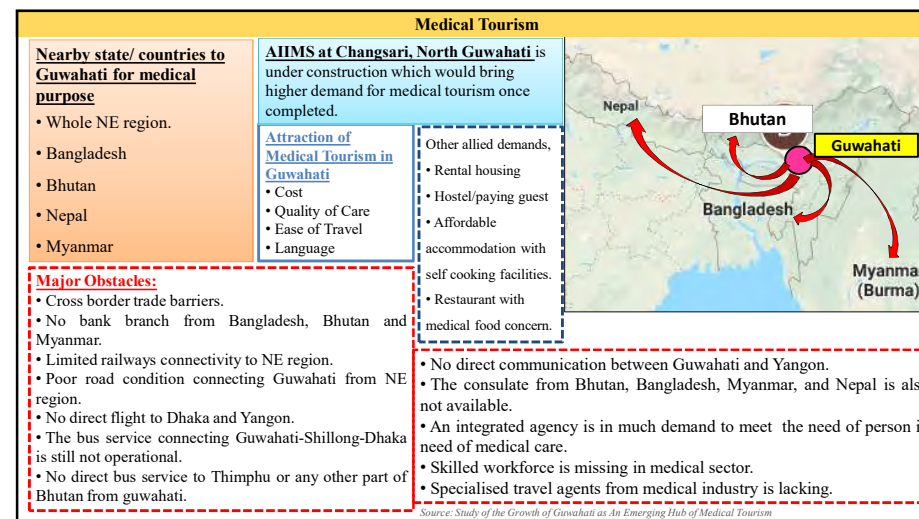 Medical Tourism
Nearby state/ countries to
Guwahati for medical
purpose
• Whole NE region.
• Bangladesh
• Bhutan
• Nepal
• Myanmar
AIIMS at Changsari, North Guwahati is
under construction which would bring
higher demand for medical tourism once
completed.
Attraction of
Medical Tourism in
Guwahati
• Cost
• Quality of Care
• Ease of Travel
• Language
Other allied demands,
• Rental housing
• Hostel/paying guest
• Affordable
accommodation with
self cooking facilities.
• Restaurant with
medical food concern.
Nepal
Bhutan
Guwahati
Bangladesh
Myanma
(Burma)
Major Obstacles:
• Cross border trade barriers.
• No bank branch from Bangladesh, Bhutan and
Myanmar.
• Limited railways connectivity to NE region.
• Poor road condition connecting Guwahati from NE
region.
• No direct flight to Dhaka and Yangon.
• The bus service connecting Guwahati-Shillong-Dhaka
is still not operational.
• No direct bus service to Thimphu or any other part of
Bhutan from guwahati.
• No direct communication between Guwahati and Yangon.
• The consulate from Bhutan, Bangladesh, Myanmar, and Nepal is als
not available.
• An integrated agency is in much demand to meet the need of person i
need of medical care.
• Skilled workforce is missing in medical sector.
• Specialised travel agents from medical industry is lacking.
Source: Study of the Growth of Guwahati as An Emerging Hub of Medical Tourism